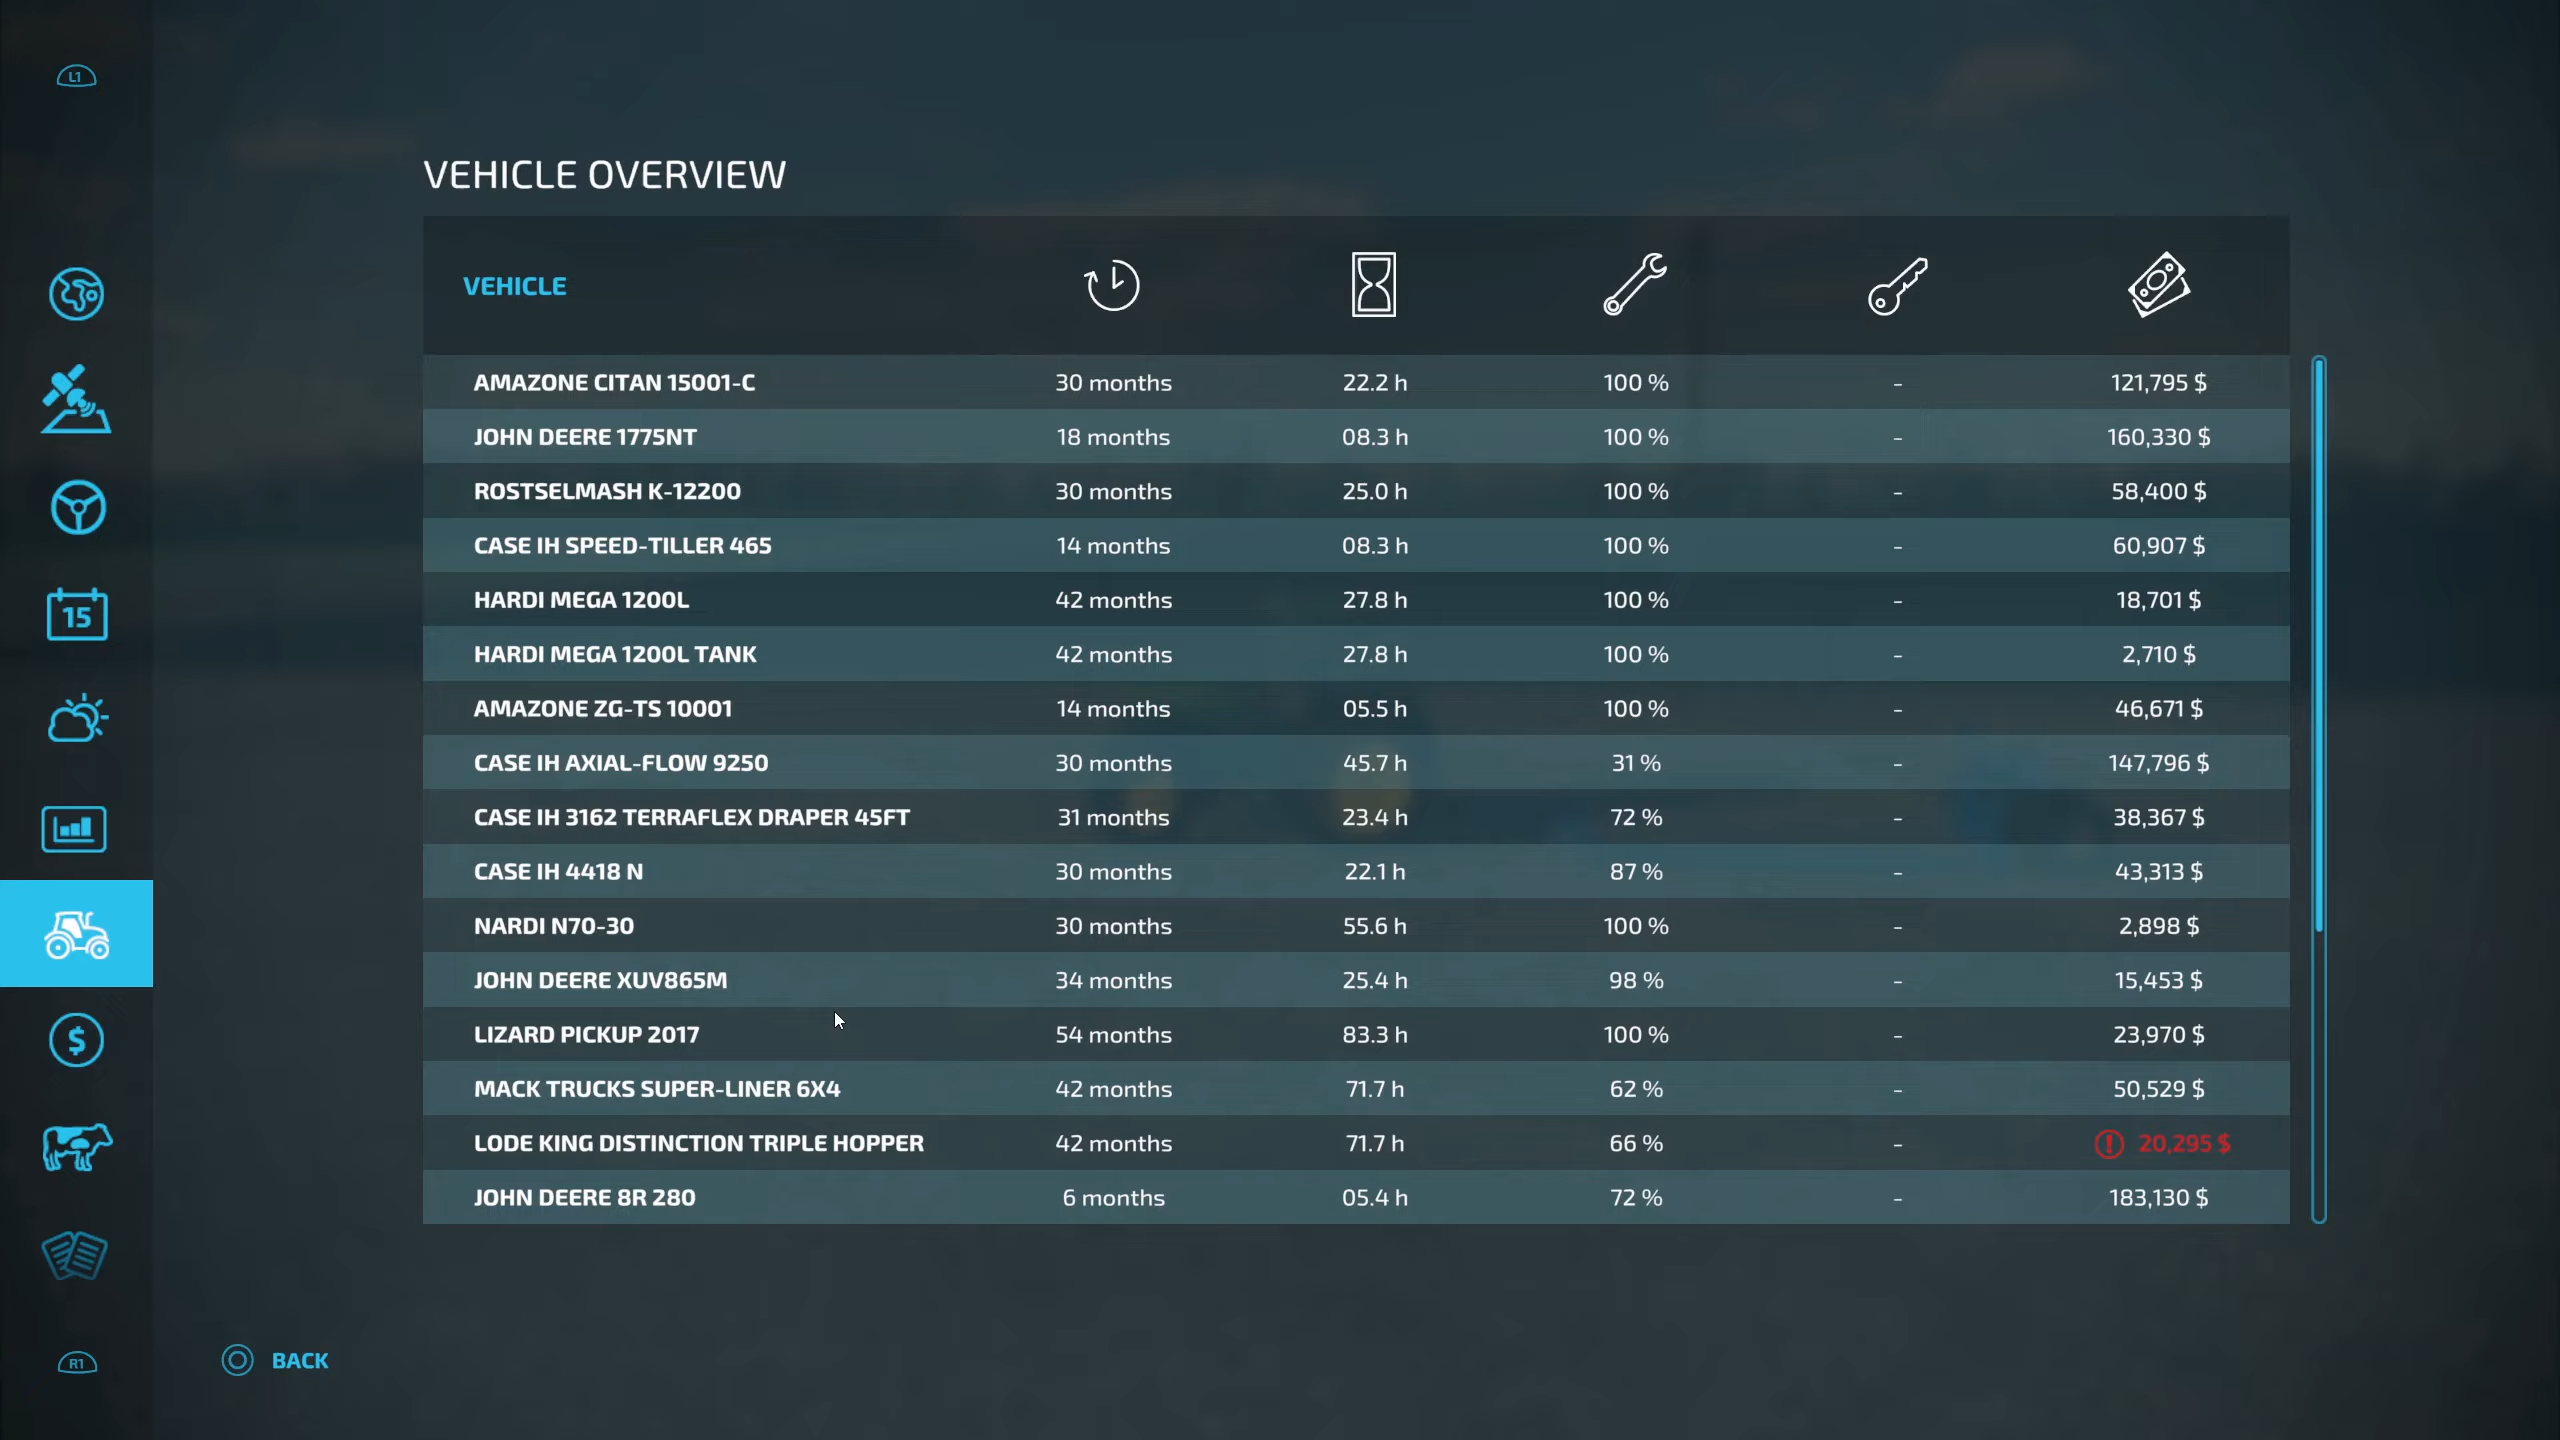 L1
VEHICLE OVERVIEW
VEHICLE
AMAZONE CITAN 15001-C 30 months 22.2 h 100 % - 121,795 $
JOHN DEERE 1775NT 18 months 08.3 h 100 % - 160,330 $
ROSTSELMASH K-12200 30 months 25.0 h 100 % - 58,400 $
CASE IH SPEED-TILLER 465 14 months 08.3 h 100 % - 60,907 $
15
HARDI MEGA 1200L 42 months 27.8 h 100 % - 18,701 $
HARDI MEGA 1200L TANK 42 months 27.8 h 100 % - 2,710 $
AMAZONE ZG-TS 10001 14 months 05.5 h 100 % - 46,671 $
CASE IH AXIAL-FLOW 9250 30 months 45.7 h 31 % - 147,796 $
CASE IH 3162 TERRAFLEX DRAPER 45FT 31 months 23.4 h 72 % - 38,367 $
CASE IH 4418 N 30 months 22.1 h 87 % - 43,313 $
NARDI N70-30 30 months 55.6 h 100 % - 2,898 $
JOHN DEERE XUV865M 34 months 25.4 h 98 % - 15,453 $
$
LIZARD PICKUP 2017 54 months 83.3 h 100 % - 23,970 $
MACK TRUCKS SUPER-LINER 6X4 42 months 71.7 h 62 % - 50,529 $
LODE KING DISTINCTION TRIPLE HOPPER 42 months 71.7 h 66 % - ! 20,295 $
JOHN DEERE 8R 280 6 months 05.4 h 72 % - 183,130 $
R1
BACK